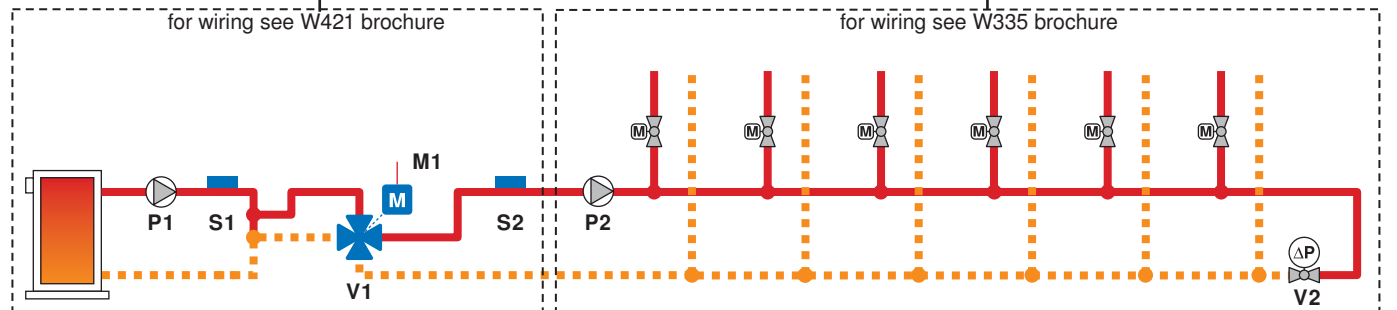 for wiring see W421 brochure
for wiring see W335 brochure
M M M M M M
M1
M
P1
S1
S2
P2
ΔP
V1
V2